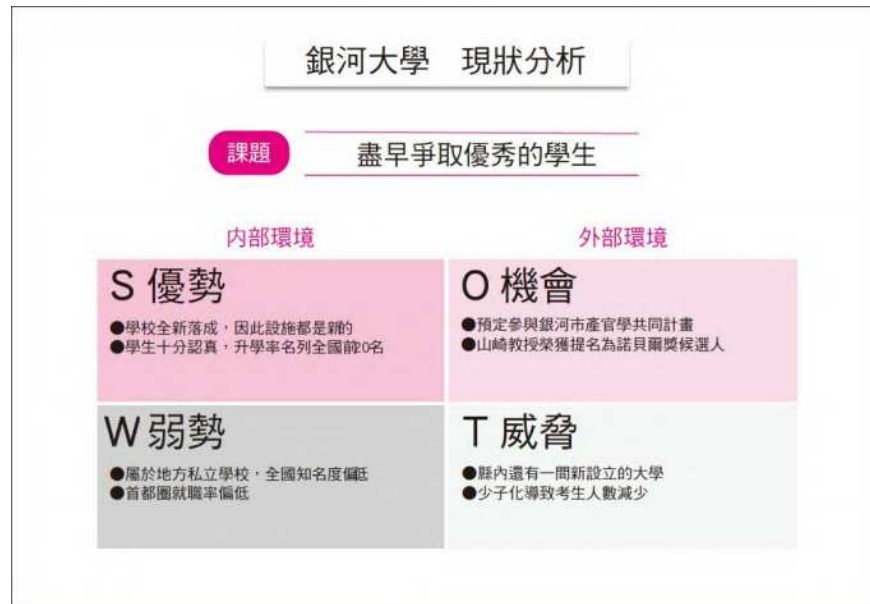 銀河大學　現狀分析
課題
盡早爭取優秀的學生
內部環境
外部環境
S 優勢
●學校全新落成，因此設施都是新的
●學生十分認真，升學率名列全國前20名
O 機會
●預定參與銀河市產官學共同計畫
●山崎教授榮獲提名為諾貝爾獎候選人
W 弱勢
●屬於地方私立學校，全國知名度偏低
●首都圈就職率偏低
T 威脅
●縣內還有一間新設立的大學
●少子化導致考生人數減少